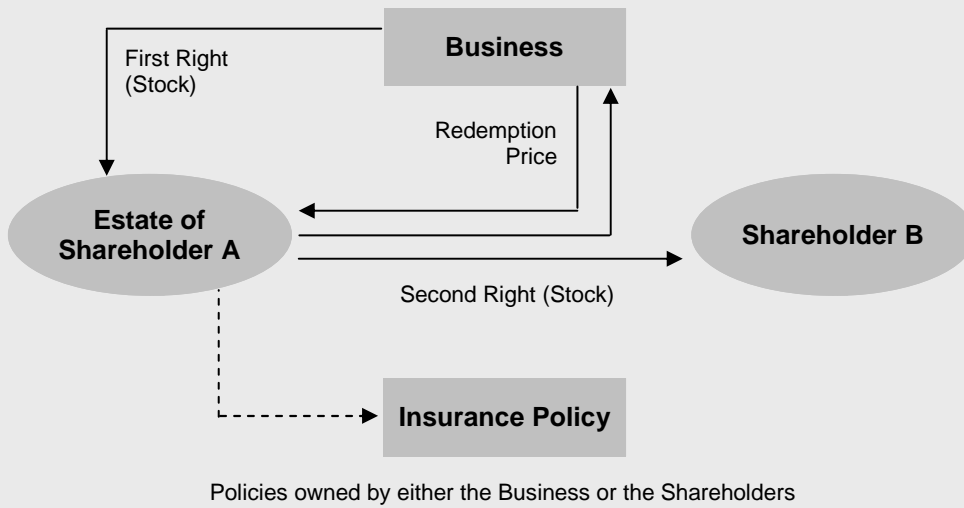 Business
First Right
(Stock)
Redemption
Price
Estate of
Shareholder A
Shareholder B
Second Right (Stock)
Insurance Policy
Policies owned by either the Business or the Shareholders